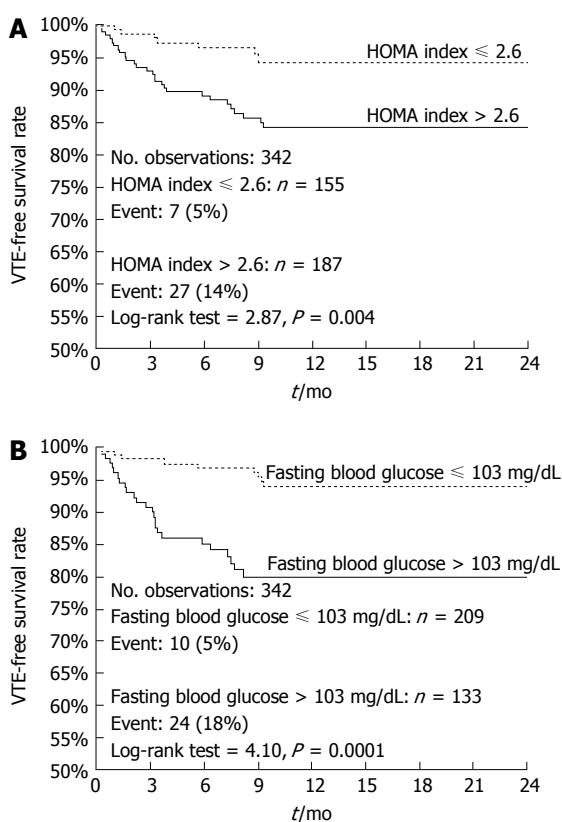 A
100%
95%
90%
85%
80%
75%
70%
65%
60%
55%
50%
VTE-free survival rate
HOMA index ≤ 2.6
HOMA index > 2.6
No. observations: 342
HOMA index ≤ 2.6: n = 155
Event: 7 (5%)
HOMA index > 2.6: n = 187
Event: 27 (14%)
Log-rank test = 2.87, P = 0.004
0 3 6 9 12 15 18 21 24
t/mo
B
100%
95%
90%
85%
80%
75%
70%
65%
60%
55%
50%
VTE-free survival rate
Fasting blood glucose ≤ 103 mg/dL
Fasting blood glucose > 103 mg/dL
No. observations: 342
Fasting blood glucose ≤ 103 mg/dL: n = 209
Event: 10 (5%)
Fasting blood glucose > 103 mg/dL: n = 133
Event: 24 (18%)
Log-rank test = 4.10, P = 0.0001
0 3 6 9 12 15 18 21 24
t/mo